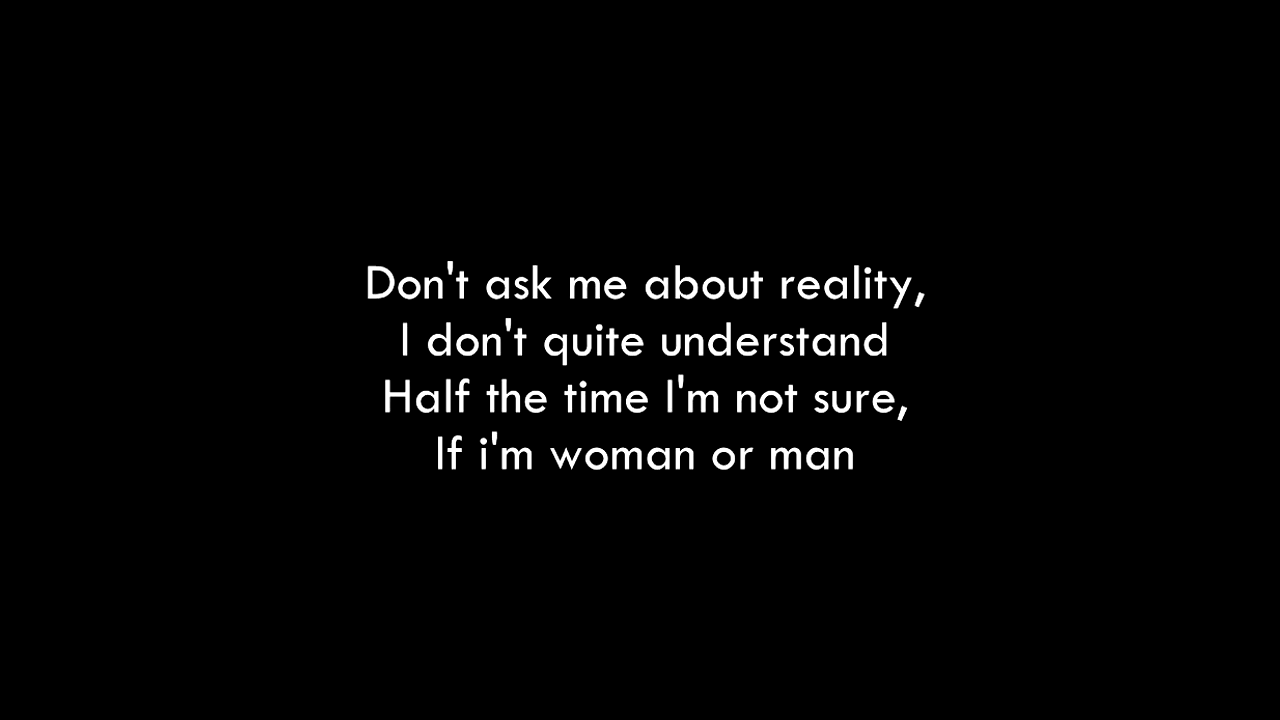 Don't ask me about reality,
I don't quite understand
Half the time I'm not sure,
If i'm woman or man